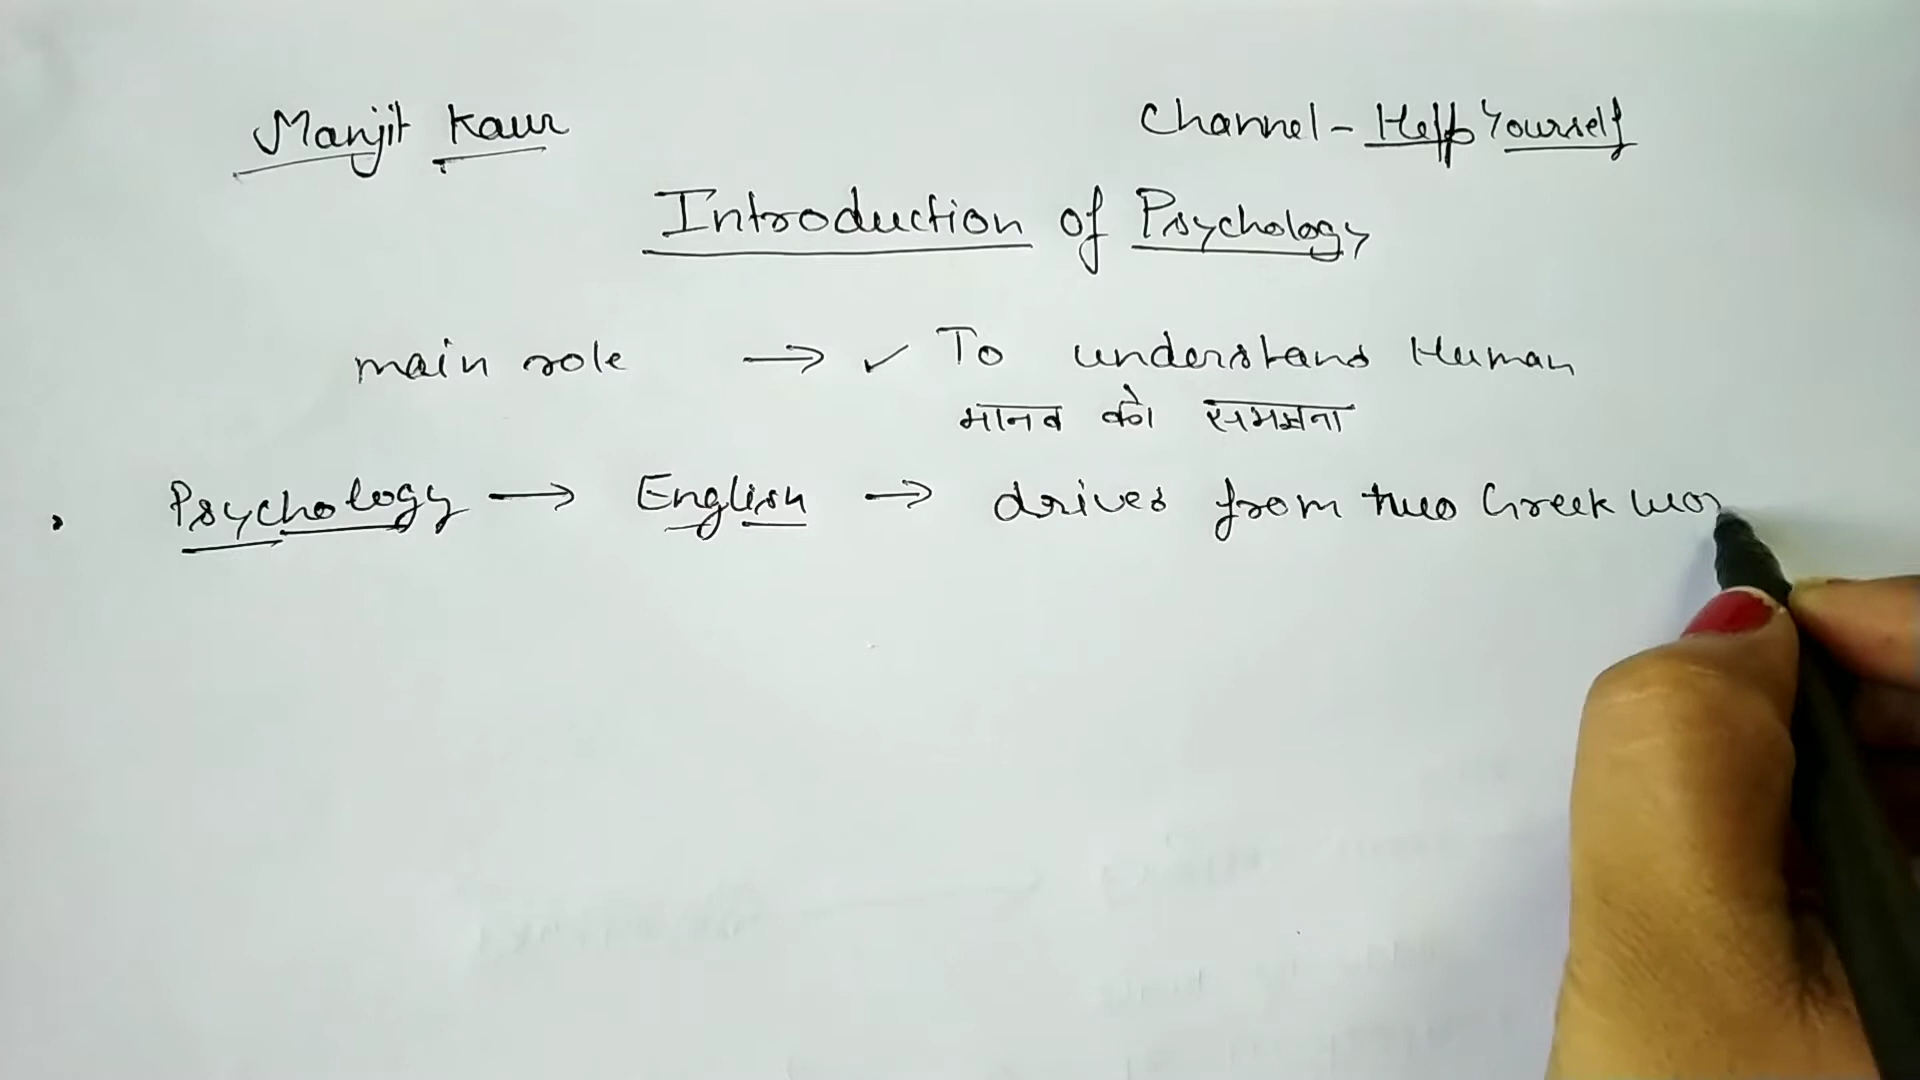 Manjit Kaur Channel - Help Yourself
Introduction of Psychology
main role → ✓ To understand Human
मानव को समझना
Psychology → English → drives from two Greek wor